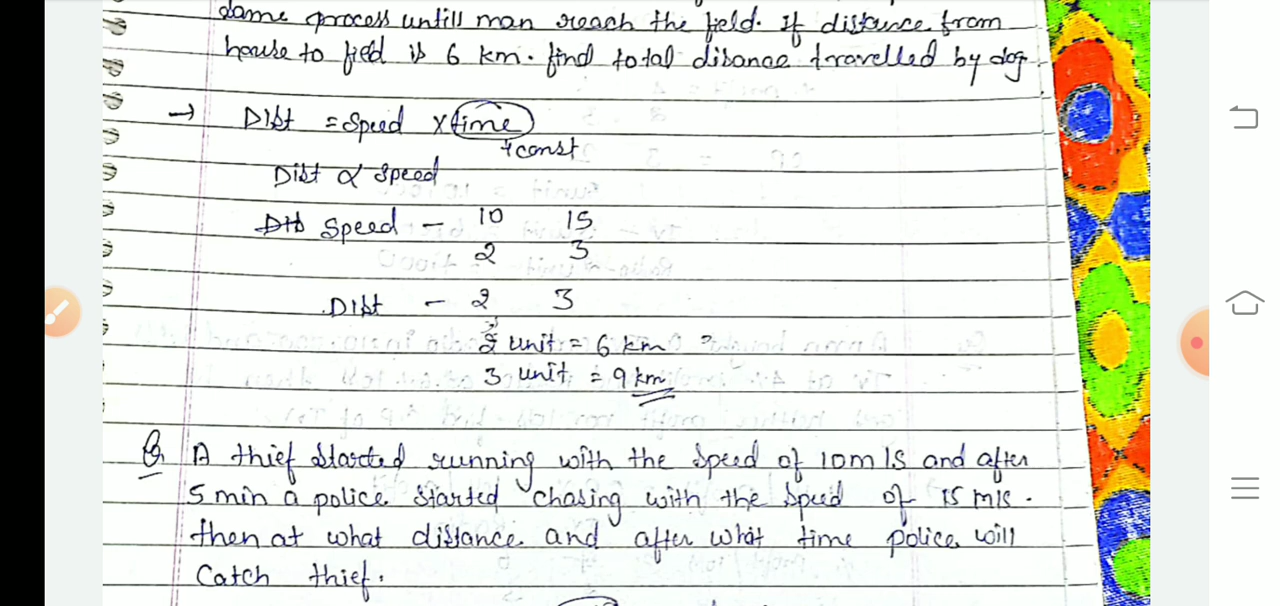 same process untill man reach the field. If distance from
house to field is 6 km. find total disance travelled by dog.
→ Dist = Speed x time
→ const
Dist ∝ Speed
Speed - 10 15
2 3
Dist - 2 3
2 unit = 6 km
3 unit = 9 km
Q. A thief started running with the speed of 10 m/s and after
5 min a police started chasing with the speed of 15 m/s.
then at what distance and after what time police will
Catch thief.